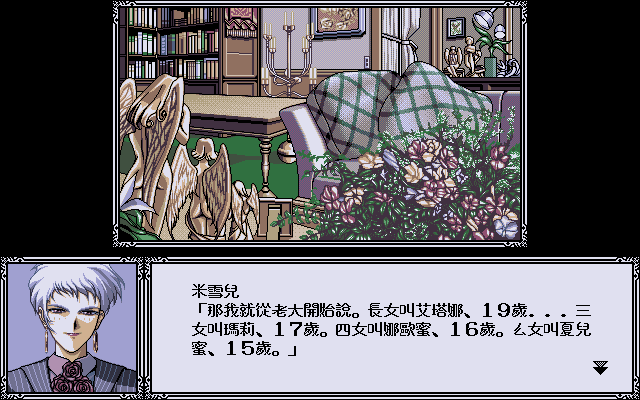 米雪兒
「那我就從老大開始說。長女叫艾塔娜、19歲...三
女叫瑪莉、17歲。四女叫娜歐蜜、16歲。么女叫夏兒
蜜、15歲。」